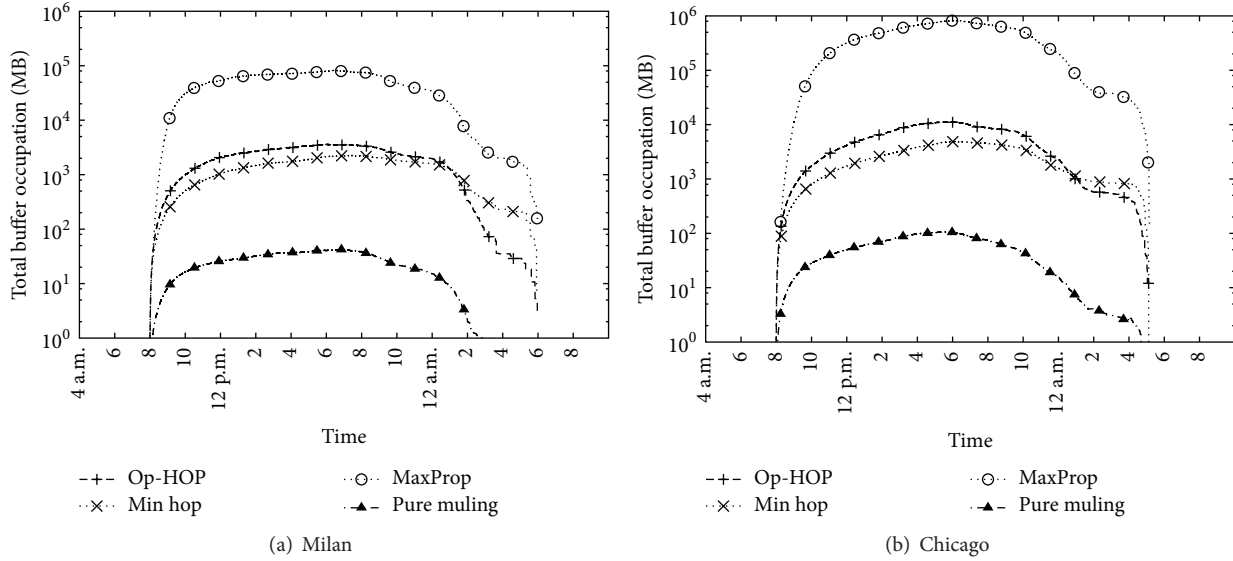 Total buffer occupation (MB)
10^6
10^5
10^4
10^3
10^2
10^1
10^0
4 a.m.
6
8
10
12 p.m.
2
4
6
8
10
12 a.m.
2
4
6
8
Time
Op-HOP
Min hop
MaxProp
Pure muling
(a) Milan
Total buffer occupation (MB)
10^6
10^5
10^4
10^3
10^2
10^1
10^0
4 a.m.
6
8
10
12 p.m.
2
4
6
8
10
12 a.m.
2
4
6
8
Time
Op-HOP
Min hop
MaxProp
Pure muling
(b) Chicago